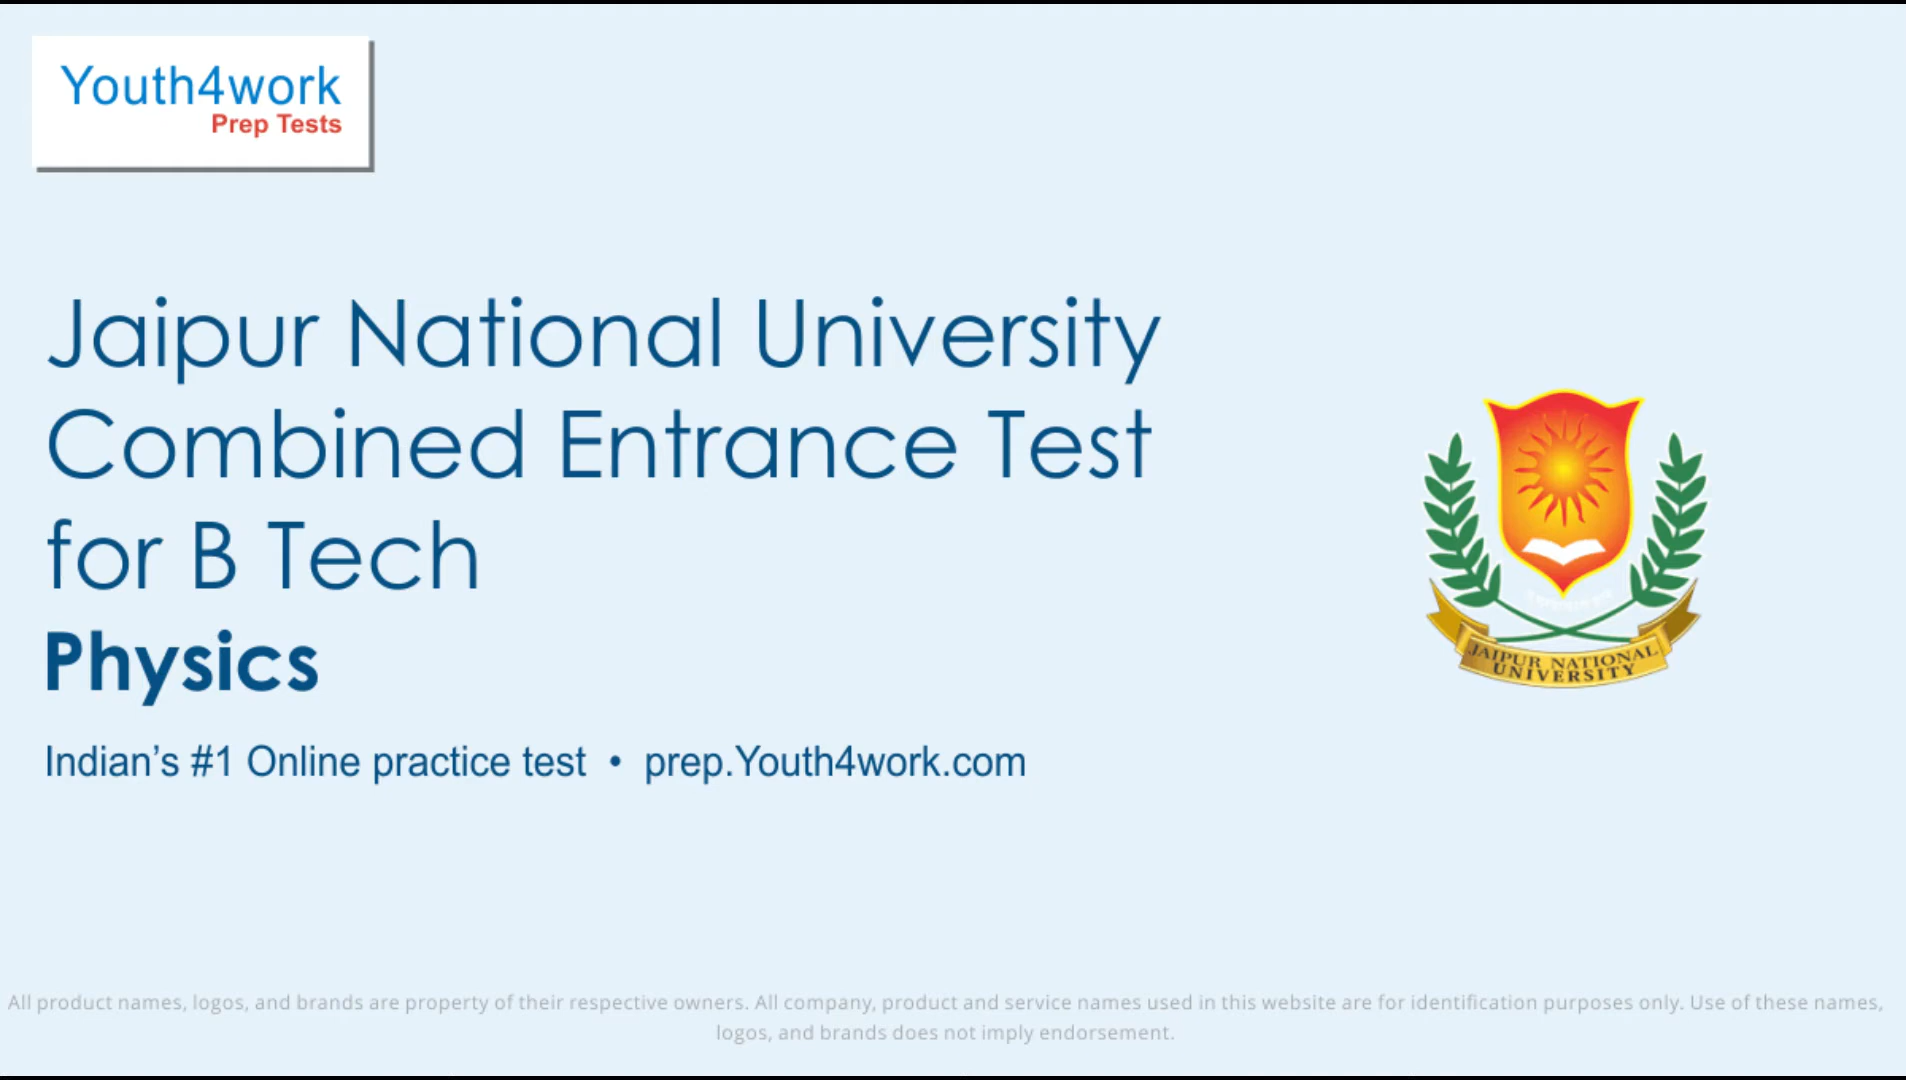 Youth4work
Prep Tests
Jaipur National University
Combined Entrance Test
for B Tech
Physics
Indian’s #1 Online practice test • prep.Youth4work.com
JAIPUR NATIONAL
UNIVERSITY
All product names, logos, and brands are property of their respective owners. All company, product and service names used in this website are for identification purposes only. Use of these names,
logos, and brands does not imply endorsement.